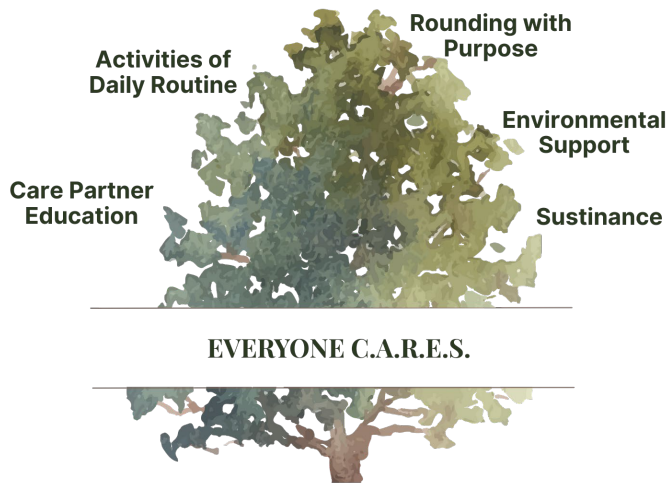 Rounding with
Purpose
Activities of
Daily Routine
Environmental
Support
Care Partner
Education
Sustinance
EVERYONE C.A.R.E.S.